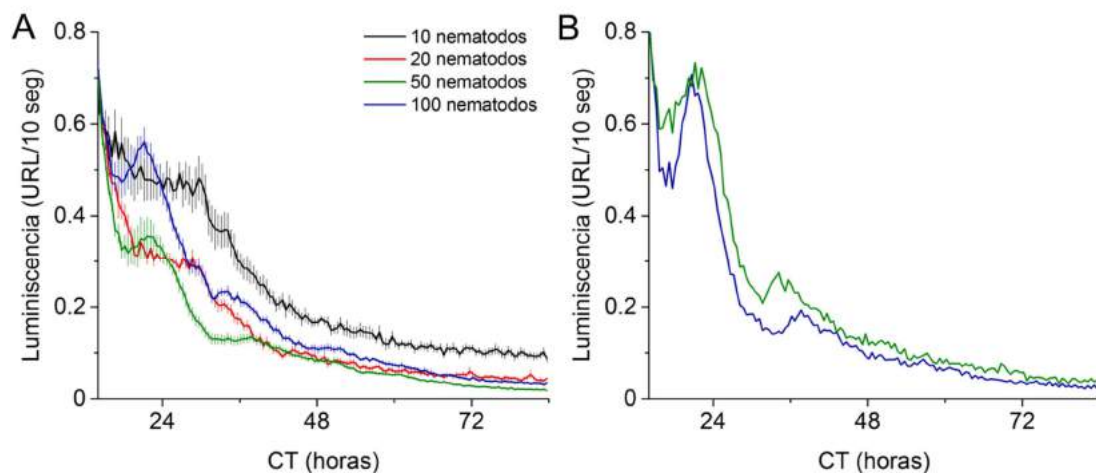 A
B
0.8
0.6
0.4
0.2
0
Luminiscencia (URL/10 seg)
10 nematodos
20 nematodos
50 nematodos
100 nematodos
24
48
72
CT (horas)
0.8
0.6
0.4
0.2
0
Luminiscencia (URL/10 seg)
24
48
72
CT (horas)